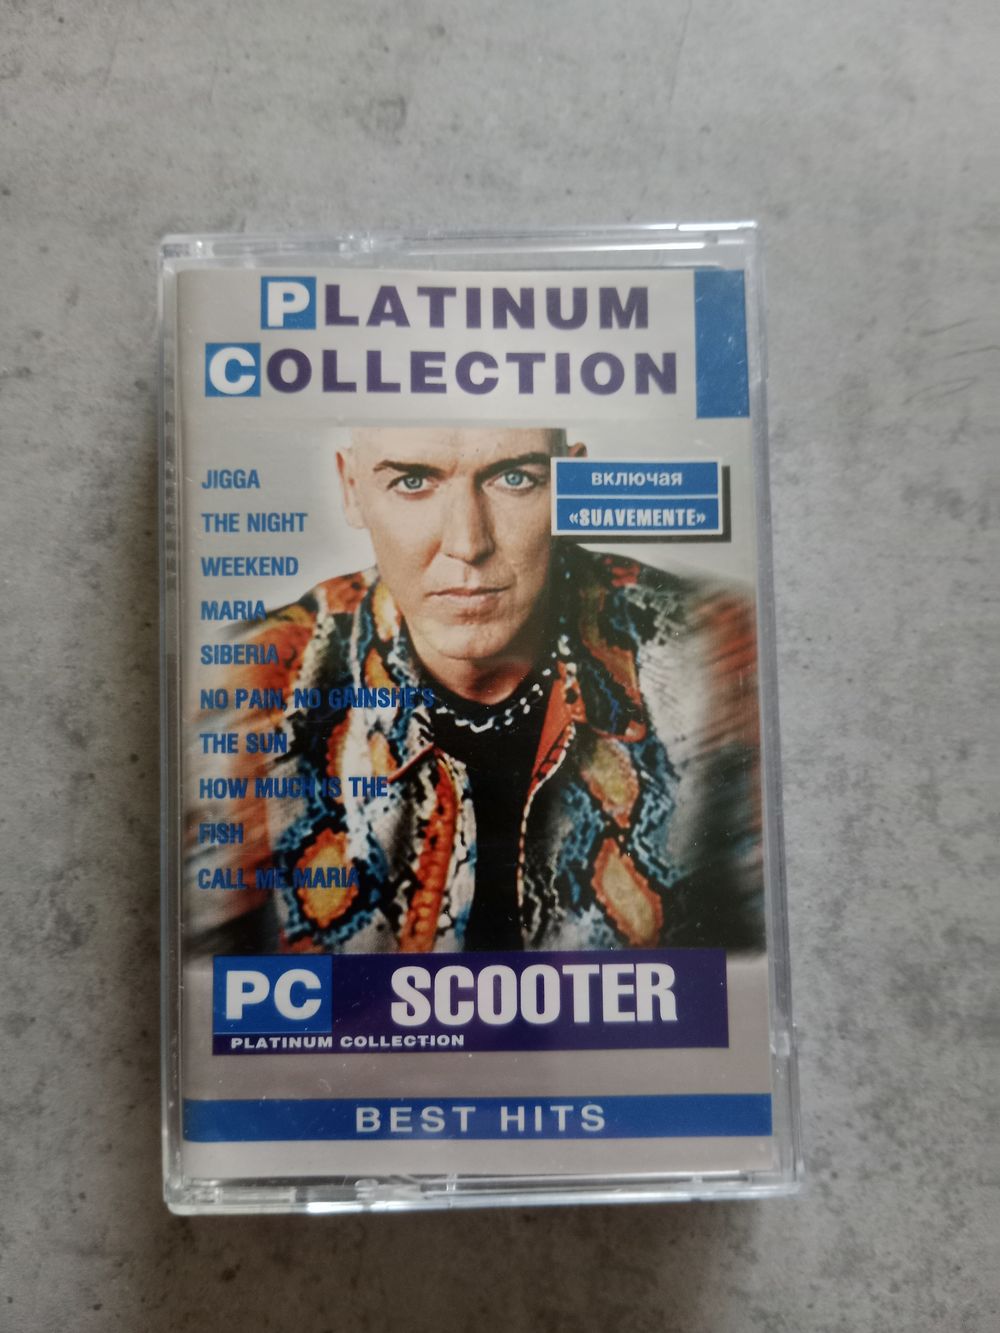 PLATINUM
COLLECTION
JIGGA
THE NIGHT
WEEKEND
MARIA
SIBERIA
NO PAIN, NO GAINSHE'S
THE SUN
HOW MUCH IS THE
FISH
CALL ME MARIA
включая
«SUAVEMENTE»
PC SCOOTER
PLATINUM COLLECTION
BEST HITS